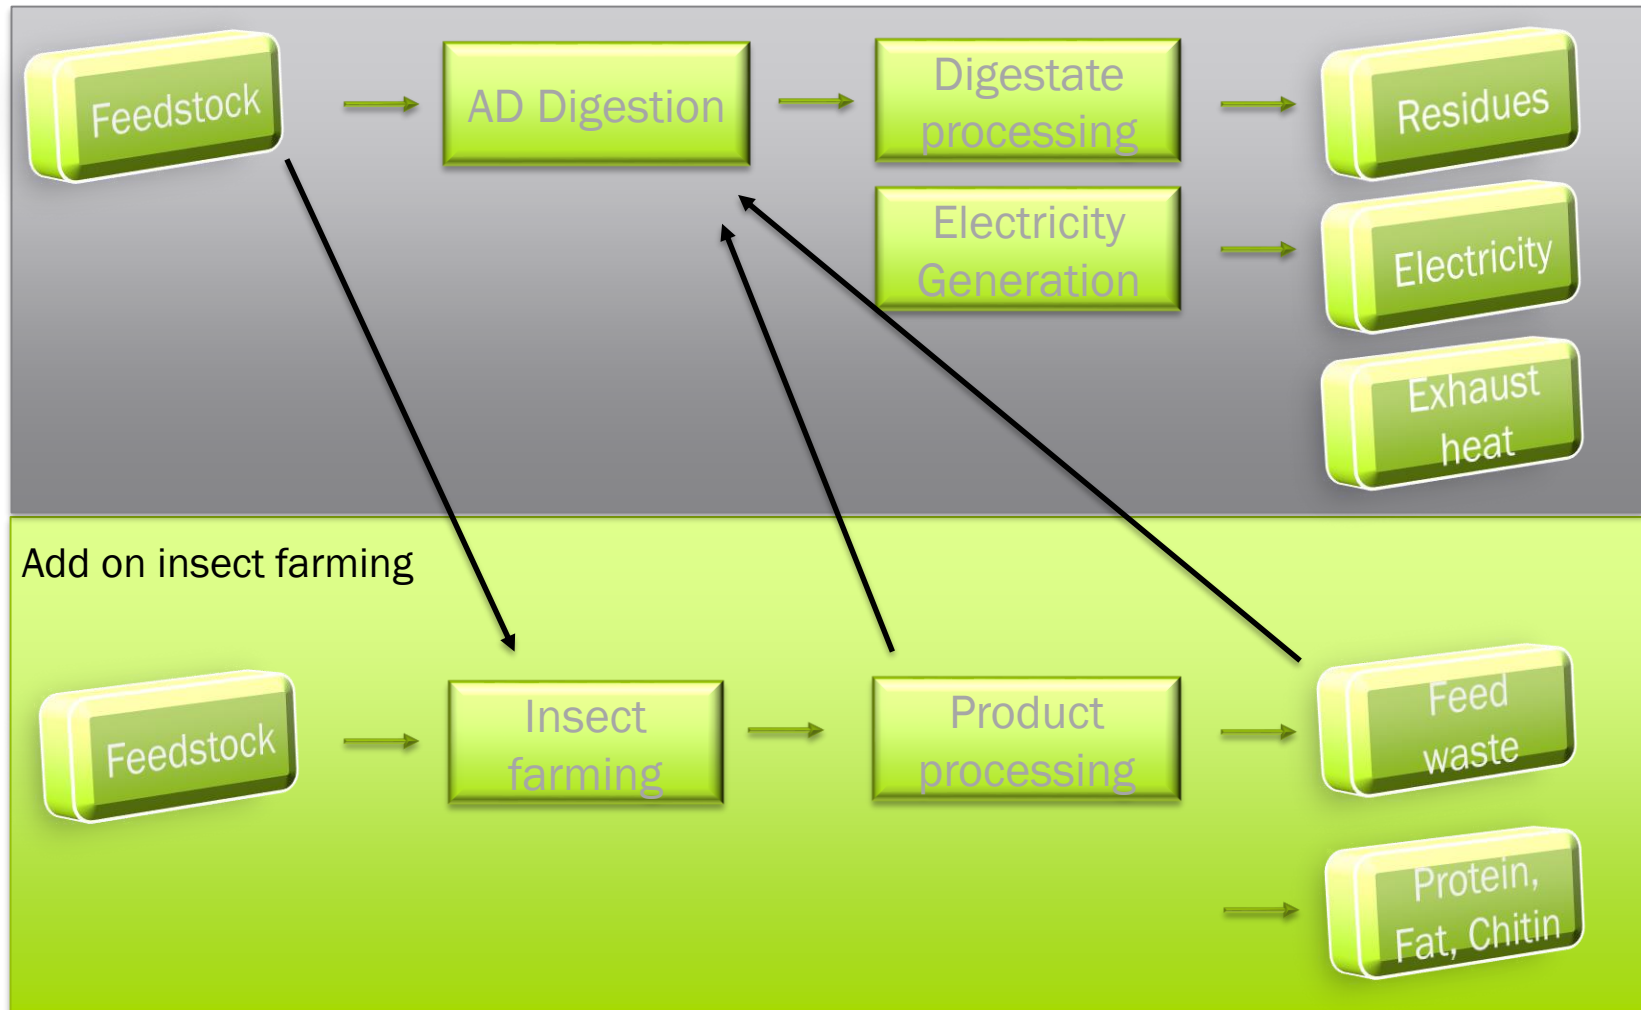 Feedstock
AD Digestion
Digestate
processing
Residues
Electricity
Generation
Electricity
Exhaust
heat
Add on insect farming
Feedstock
Insect
farming
Product
processing
Feed
waste
Protein,
Fat, Chitin